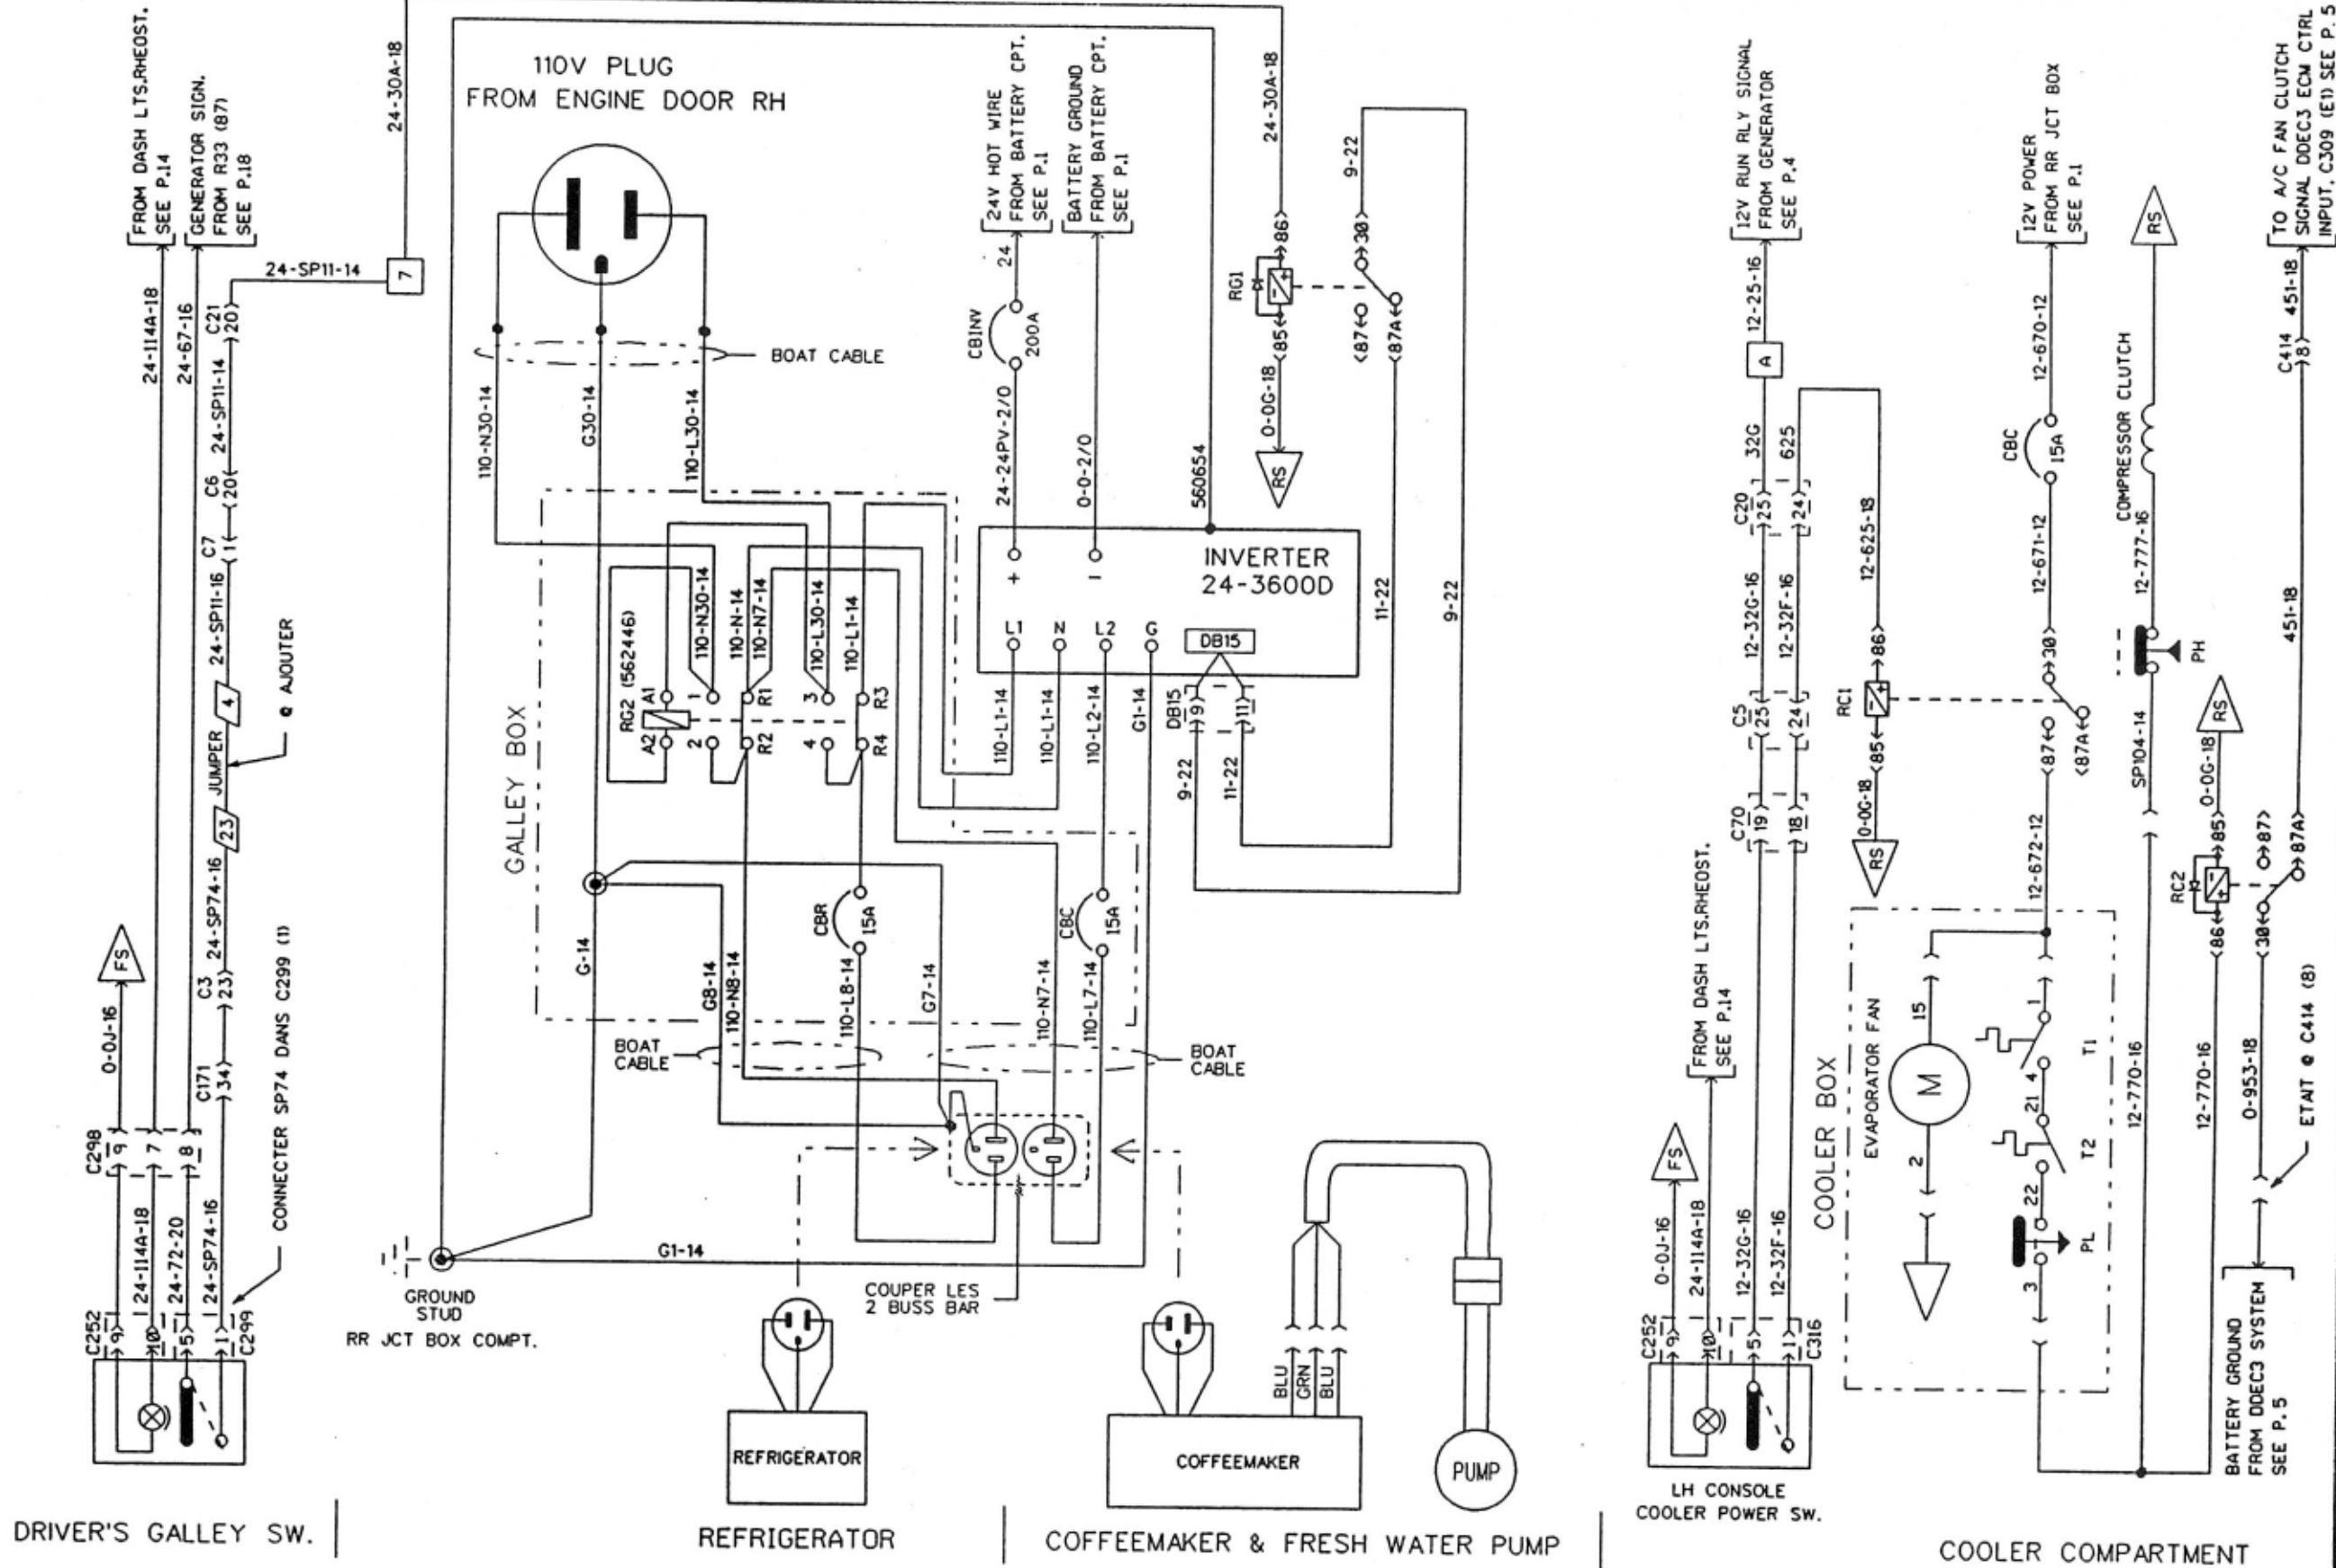 FROM DASH LTS.RHEOST.
SEE P.14
GENERATOR SIGN.
FROM R33 (87)
SEE P.18
24-114A-18
24-67-16
24-SP11-14
7
24-30A-18
C21
20
24-SP11-14
C6
20
C7
1
24-SP11-16
4
JUMPER
@ AJOUTER
23
24-SP74-16
C3
23
C171
34
FS
0-0J-16
C298
9
7
8
24-114A-18
24-72-20
24-SP74-16
CONNECTER SP74 DANS C299 (1)
C252
9
10
5
1
C299
DRIVER'S GALLEY SW.
110V PLUG
FROM ENGINE DOOR RH
BOAT CABLE
110-N30-14
G30-14
110-L30-14
GALLEY BOX
RG2 (562446)
A1
A2
1
2
R1
R2
3
4
R3
R4
110-N30-14
110-N-14
110-N7-14
110-L30-14
110-L1-14
G-14
CBR
15A
CBC
15A
G8-14
110-N8-14
110-L8-14
G7-14
110-N7-14
110-L7-14
BOAT
CABLE
BOAT
CABLE
G1-14
GROUND
STUD
RR JCT BOX COMPT.
COUPER LES
2 BUSS BAR
REFRIGERATOR
REFRIGERATOR
24V HOT WIRE
FROM BATTERY CPT.
SEE P.1
BATTERY GROUND
FROM BATTERY CPT.
SEE P.1
24
CBINV
200A
24-24PV-2/0
0-0-2/0
560654
INVERTER
24-3600D
+
-
L1
N
L2
G
DB15
110-L1-14
110-L1-14
110-L2-14
G1-14
DB15
9
11
9-22
11-22
24-30A-18
86
RG1
85
0-0G-18
RS
9-22
30
87
87A
11-22
9-22
BLU
GRN
BLU
COFFEEMAKER
PUMP
COFFEEMAKER & FRESH WATER PUMP
12V RUN RLY SIGNAL
FROM GENERATOR
SEE P.4
12-25-16
A
32G
625
C20
25
24
12-32G-16
12-32F-16
C5
25
24
C70
19
18
FROM DASH LTS.RHEOST.
SEE P.14
FS
0-0J-16
24-114A-18
12-32G-16
12-32F-16
C252
9
10
5
1
C316
LH CONSOLE
COOLER POWER SW.
12-625-18
86
RC1
85
0-0G-18
RS
12V POWER
FROM RR JCT BOX
SEE P.1
12-670-12
CBC
15A
12-671-12
30
87
87A
12-672-12
COOLER BOX
EVAPORATOR FAN
15
M
2
1
T1
4
21
T2
22
PL
3
RS
COMPRESSOR CLUTCH
12-777-16
PH
SP104-14
12-770-16
12-770-16
RS
0-0G-18
85
RC2
86
87
87A
30
0-953-18
ETAIT @ C414 (8)
BATTERY GROUND
FROM DDEC3 SYSTEM
SEE P.5
TO A/C FAN CLUTCH
SIGNAL DDEC3 ECM CTRL
INPUT, C309 (E1) SEE P.5
451-18
C414
8
451-18
COOLER COMPARTMENT